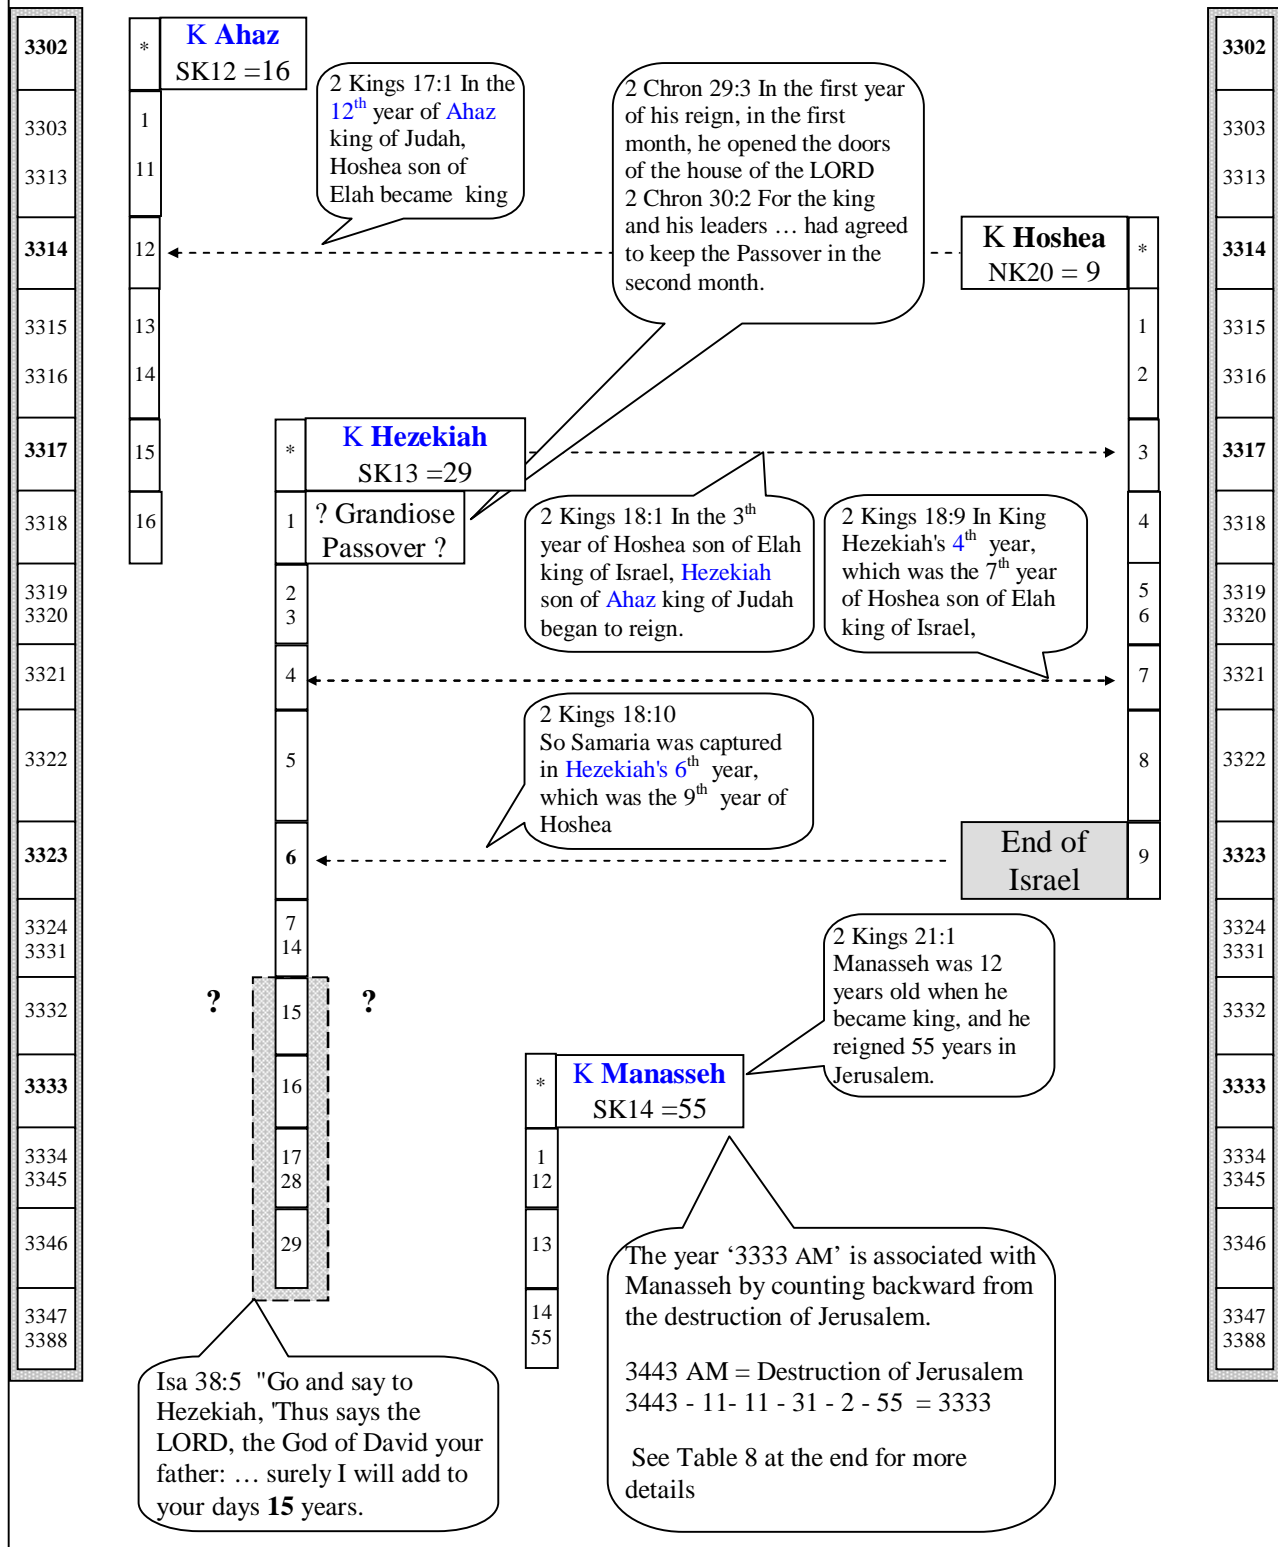 3302
3303
3313
3314
3315
3316
3317
3318
3319
3320
3321
3322
3323
3324
3331
3332
3333
3334
3345
3346
3347
3388
*
1
11
12
13
14
15
16
K Ahaz
SK12 =16
2 Kings 17:1 In the
12th year of Ahaz
king of Judah,
Hoshea son of
Elah became king
2 Chron 29:3 In the first year
of his reign, in the first
month, he opened the doors
of the house of the LORD
2 Chron 30:2 For the king
and his leaders … had agreed
to keep the Passover in the
second month.
K Hoshea
NK20 = 9
*
1
2
3
4
5
6
7
8
9
*
1
2
3
4
5
6
7
14
15
16
17
28
29
K Hezekiah
SK13 =29
? Grandiose
Passover ?
2 Kings 18:1 In the 3th
year of Hoshea son of Elah
king of Israel, Hezekiah
son of Ahaz king of Judah
began to reign.
2 Kings 18:9 In King
Hezekiah's 4th year,
which was the 7th year
of Hoshea son of Elah
king of Israel,
2 Kings 18:10
So Samaria was captured
in Hezekiah's 6th year,
which was the 9th year of
Hoshea
End of
Israel
? ?
2 Kings 21:1
Manasseh was 12
years old when he
became king, and he
reigned 55 years in
Jerusalem.
*
1
12
13
14
55
K Manasseh
SK14 =55
The year ‘3333 AM’ is associated with
Manasseh by counting backward from
the destruction of Jerusalem.
3443 AM = Destruction of Jerusalem
3443 - 11- 11 - 31 - 2 - 55 = 3333
See Table 8 at the end for more
details
Isa 38:5 "Go and say to
Hezekiah, 'Thus says the
LORD, the God of David your
father: … surely I will add to
your days 15 years.
3302
3303
3313
3314
3315
3316
3317
3318
3319
3320
3321
3322
3323
3324
3331
3332
3333
3334
3345
3346
3347
3388